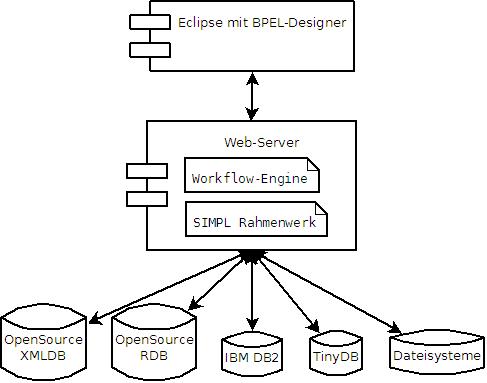 Eclipse mit BPEL-Designer
Web-Server
Workflow-Engine
SIMPL Rahmenwerk
OpenSource
XMLDB
OpenSource
RDB
IBM DB2
TinyDB
Dateisysteme